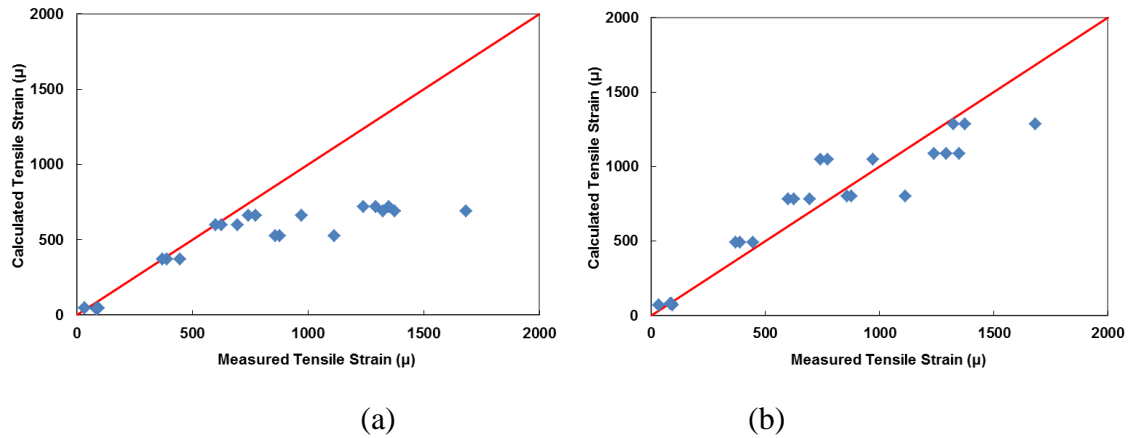 2000
1500
1000
500
0
Calculated Tensile Strain (μ)
0 500 1000 1500 2000
Measured Tensile Strain (μ)
(a)
2000
1500
1000
500
0
Calculated Tensile Strain (μ)
0 500 1000 1500 2000
Measured Tensile Strain (μ)
(b)